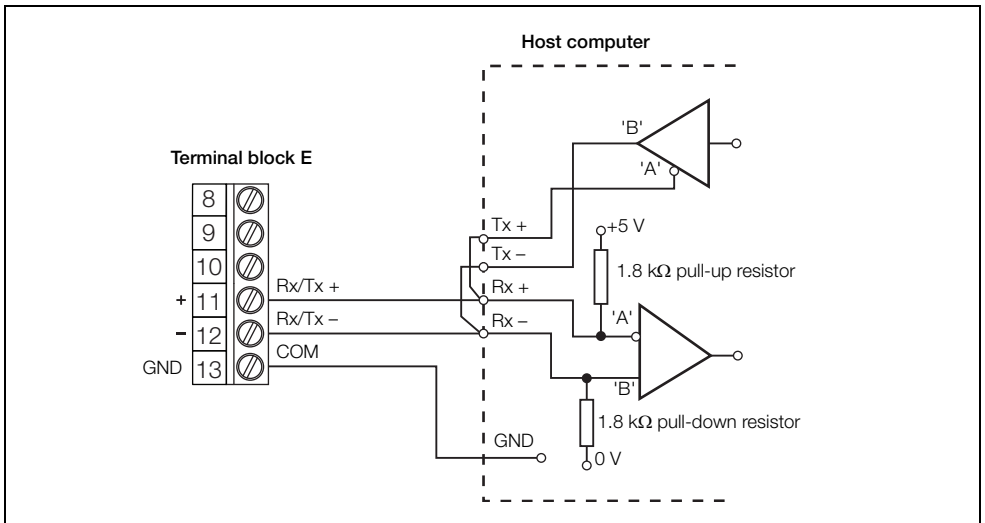 Host computer
'B'
'A'
Terminal block E
8
9
10
+ 11 Rx/Tx +
− 12 Rx/Tx −
GND 13 COM
Tx +
Tx −
Rx +
Rx −
+5 V
1.8 kΩ pull-up resistor
'A'
'B'
1.8 kΩ pull-down resistor
GND
0 V